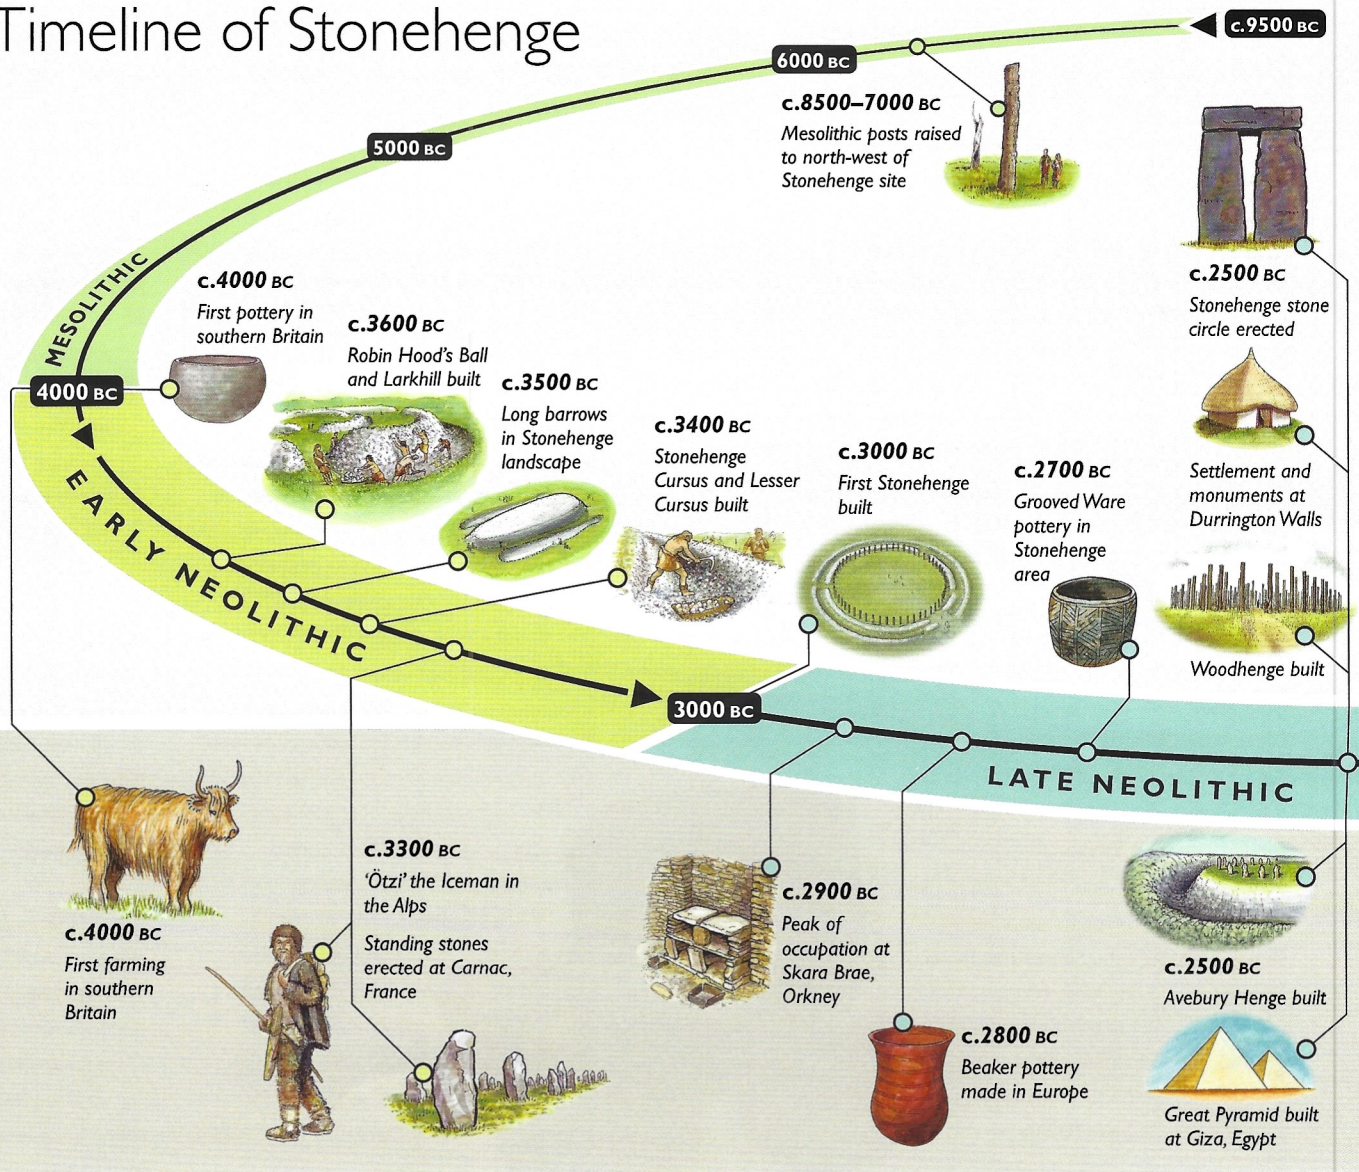 Timeline of Stonehenge
c.9500 BC
6000 BC
c.8500–7000 BC
Mesolithic posts raised
to north-west of
Stonehenge site
5000 BC
MESOLITHIC
4000 BC
c.4000 BC
First pottery in
southern Britain
c.3600 BC
Robin Hood's Ball
and Larkhill built
c.3500 BC
Long barrows
in Stonehenge
landscape
c.3400 BC
Stonehenge
Cursus and Lesser
Cursus built
c.3000 BC
First Stonehenge
built
c.2700 BC
Grooved Ware
pottery in
Stonehenge
area
c.2500 BC
Stonehenge stone
circle erected
Settlement and
monuments at
Durrington Walls
Woodhenge built
EARLY NEOLITHIC
3000 BC
LATE NEOLITHIC
c.4000 BC
First farming
in southern
Britain
c.3300 BC
'Ötzi' the Iceman in
the Alps
Standing stones
erected at Carnac,
France
c.2900 BC
Peak of
occupation at
Skara Brae,
Orkney
c.2800 BC
Beaker pottery
made in Europe
c.2500 BC
Avebury Henge built
Great Pyramid built
at Giza, Egypt